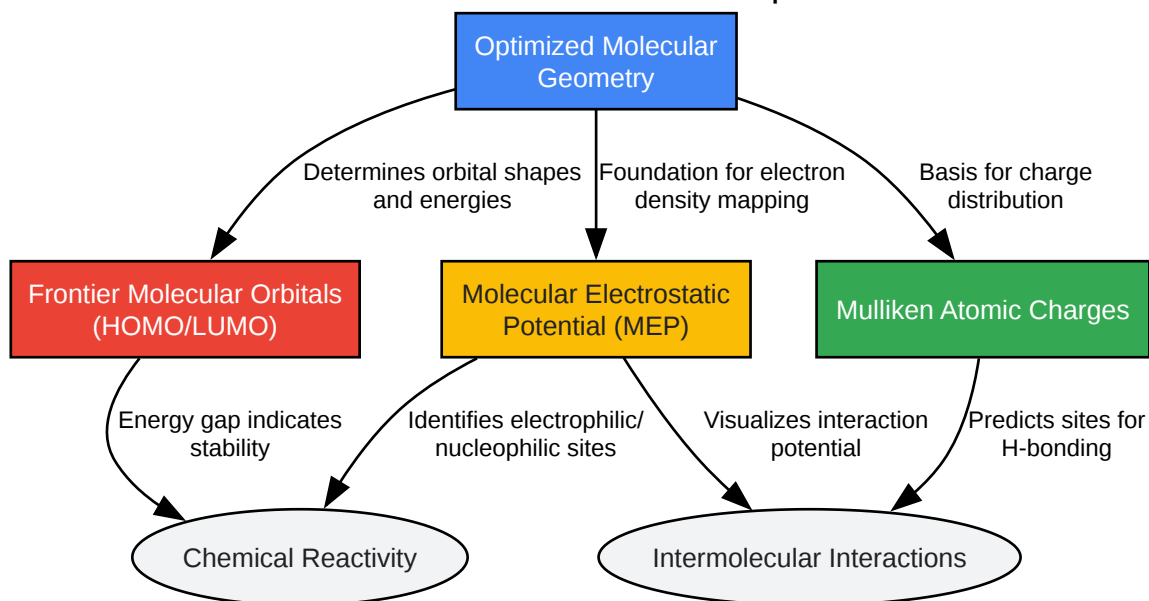 Optimized Molecular
Geometry
Determines orbital shapes
and energies
Foundation for electron
density mapping
Basis for charge
distribution
Frontier Molecular Orbitals
(HOMO/LUMO)
Molecular Electrostatic
Potential (MEP)
Mulliken Atomic Charges
Energy gap indicates
stability
Identifies electrophilic/
nucleophilic sites
Visualizes interaction
potential
Predicts sites for
H-bonding
Chemical Reactivity
Intermolecular Interactions